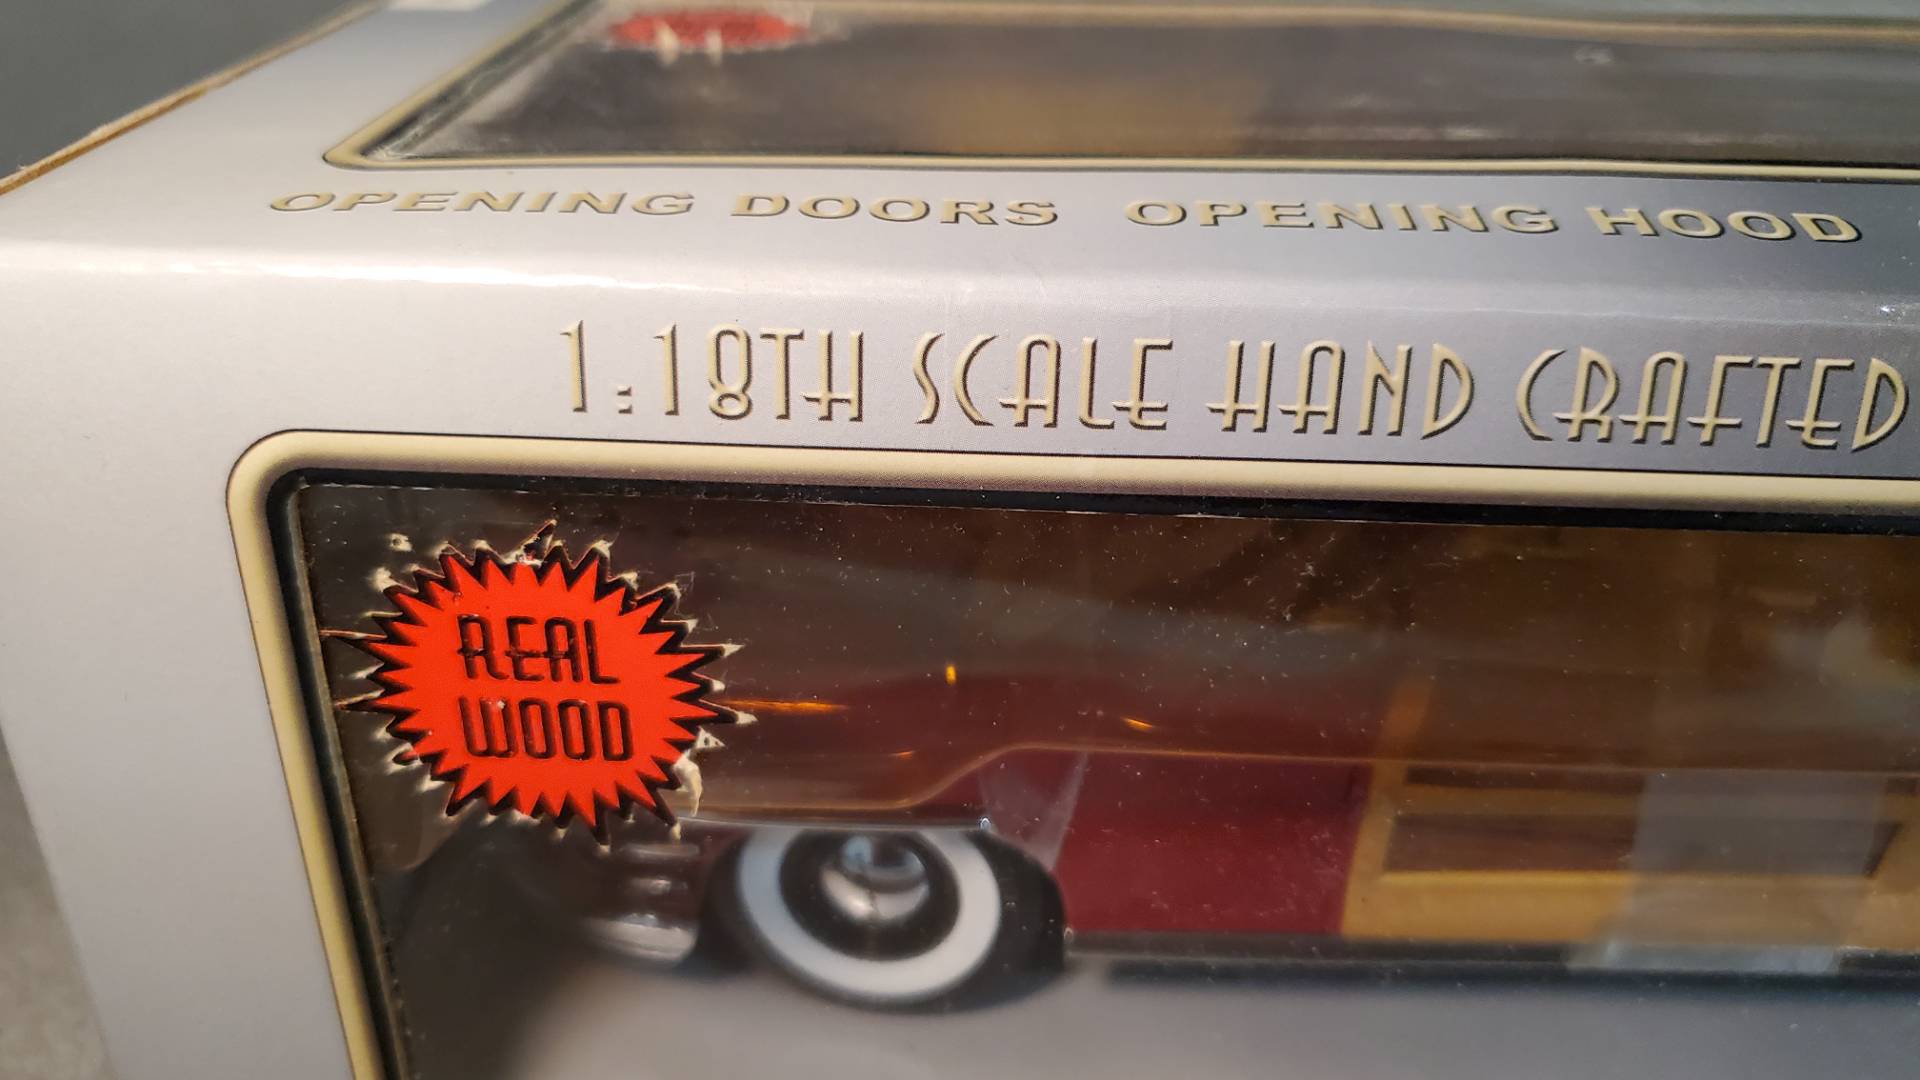 OPENING DOORS OPENING HOOD
1:18TH SCALE HAND CRAFTED
REAL
WOOD